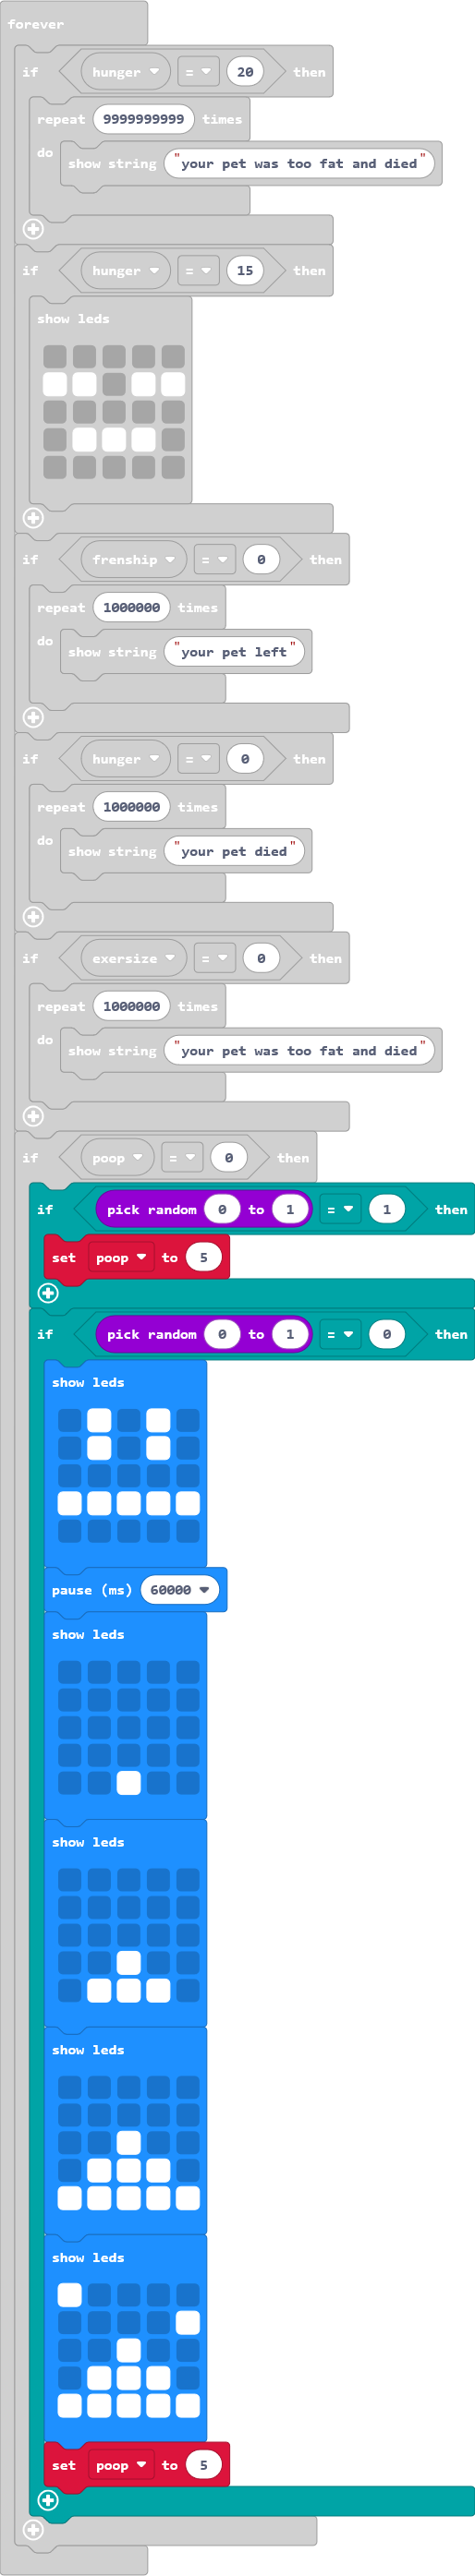 forever
if hunger = 20 then
repeat 9999999999 times
do show string "your pet was too fat and died"
if hunger = 15 then
show leds
if frenship = 0 then
repeat 1000000 times
do show string "your pet left"
if hunger = 0 then
repeat 1000000 times
do show string "your pet died"
if exersize = 0 then
repeat 1000000 times
do show string "your pet was too fat and died"
if poop = 0 then
if pick random 0 to 1 = 1 then
set poop to 5
if pick random 0 to 1 = 0 then
show leds
pause (ms) 60000
show leds
show leds
show leds
show leds
set poop to 5